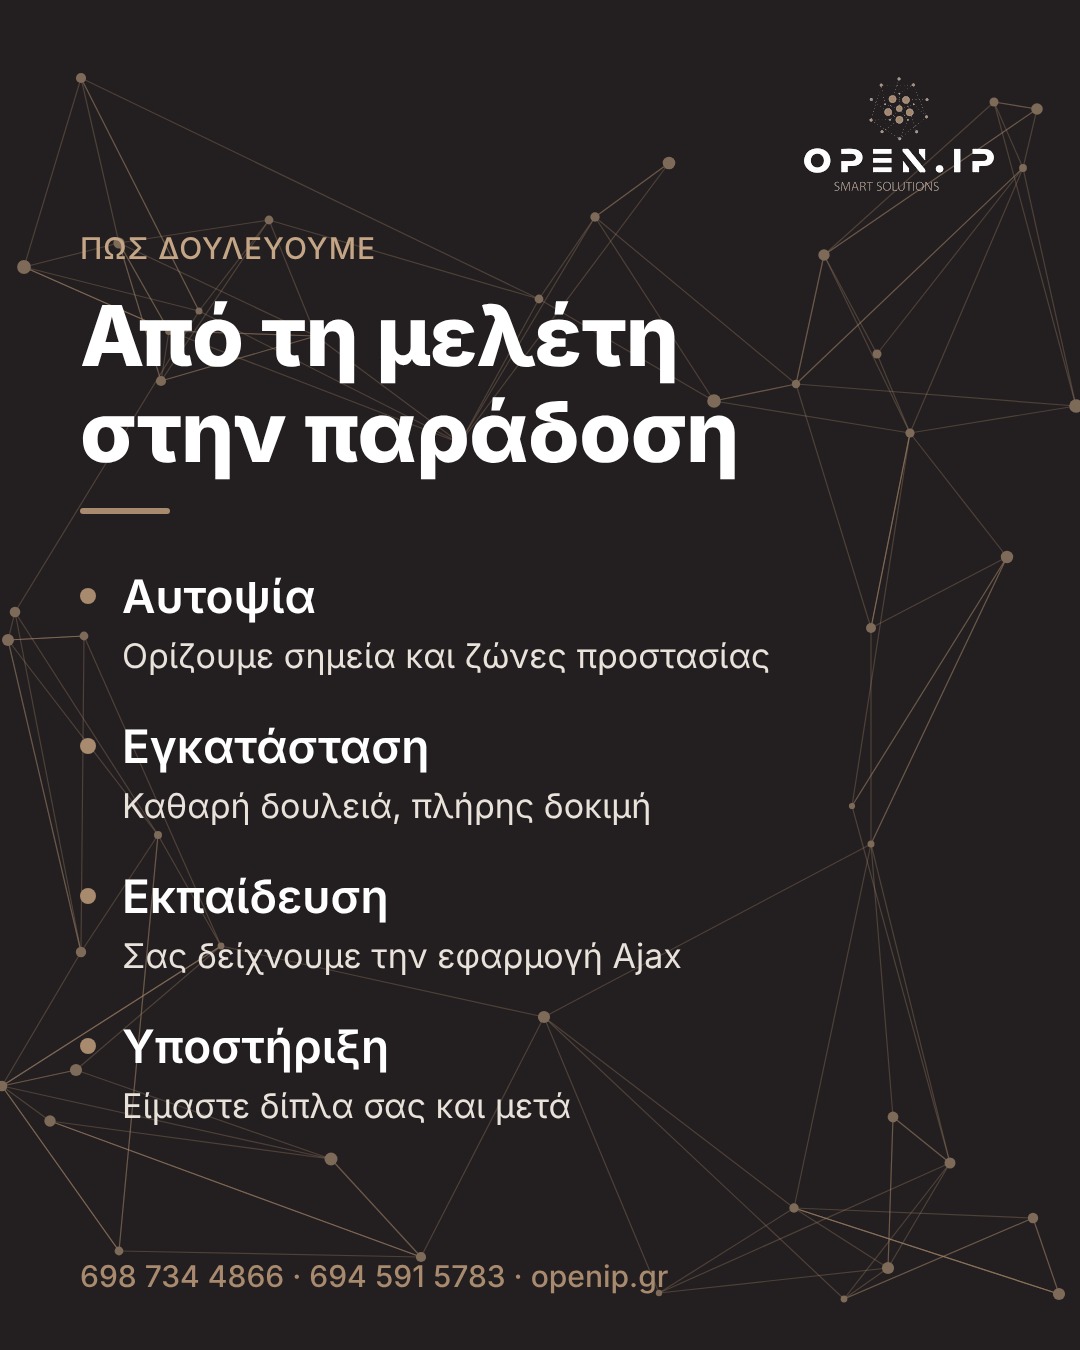 OPEN.IP
SMART SOLUTIONS
ΠΩΣ ΔΟΥΛΕΥΟΥΜΕ
Από τη μελέτη
στην παράδοση
Αυτοψία
Ορίζουμε σημεία και ζώνες προστασίας
Εγκατάσταση
Καθαρή δουλειά, πλήρης δοκιμή
Εκπαίδευση
Σας δείχνουμε την εφαρμογή Ajax
Υποστήριξη
Είμαστε δίπλα σας και μετά
698 734 4866 · 694 591 5783 · openip.gr